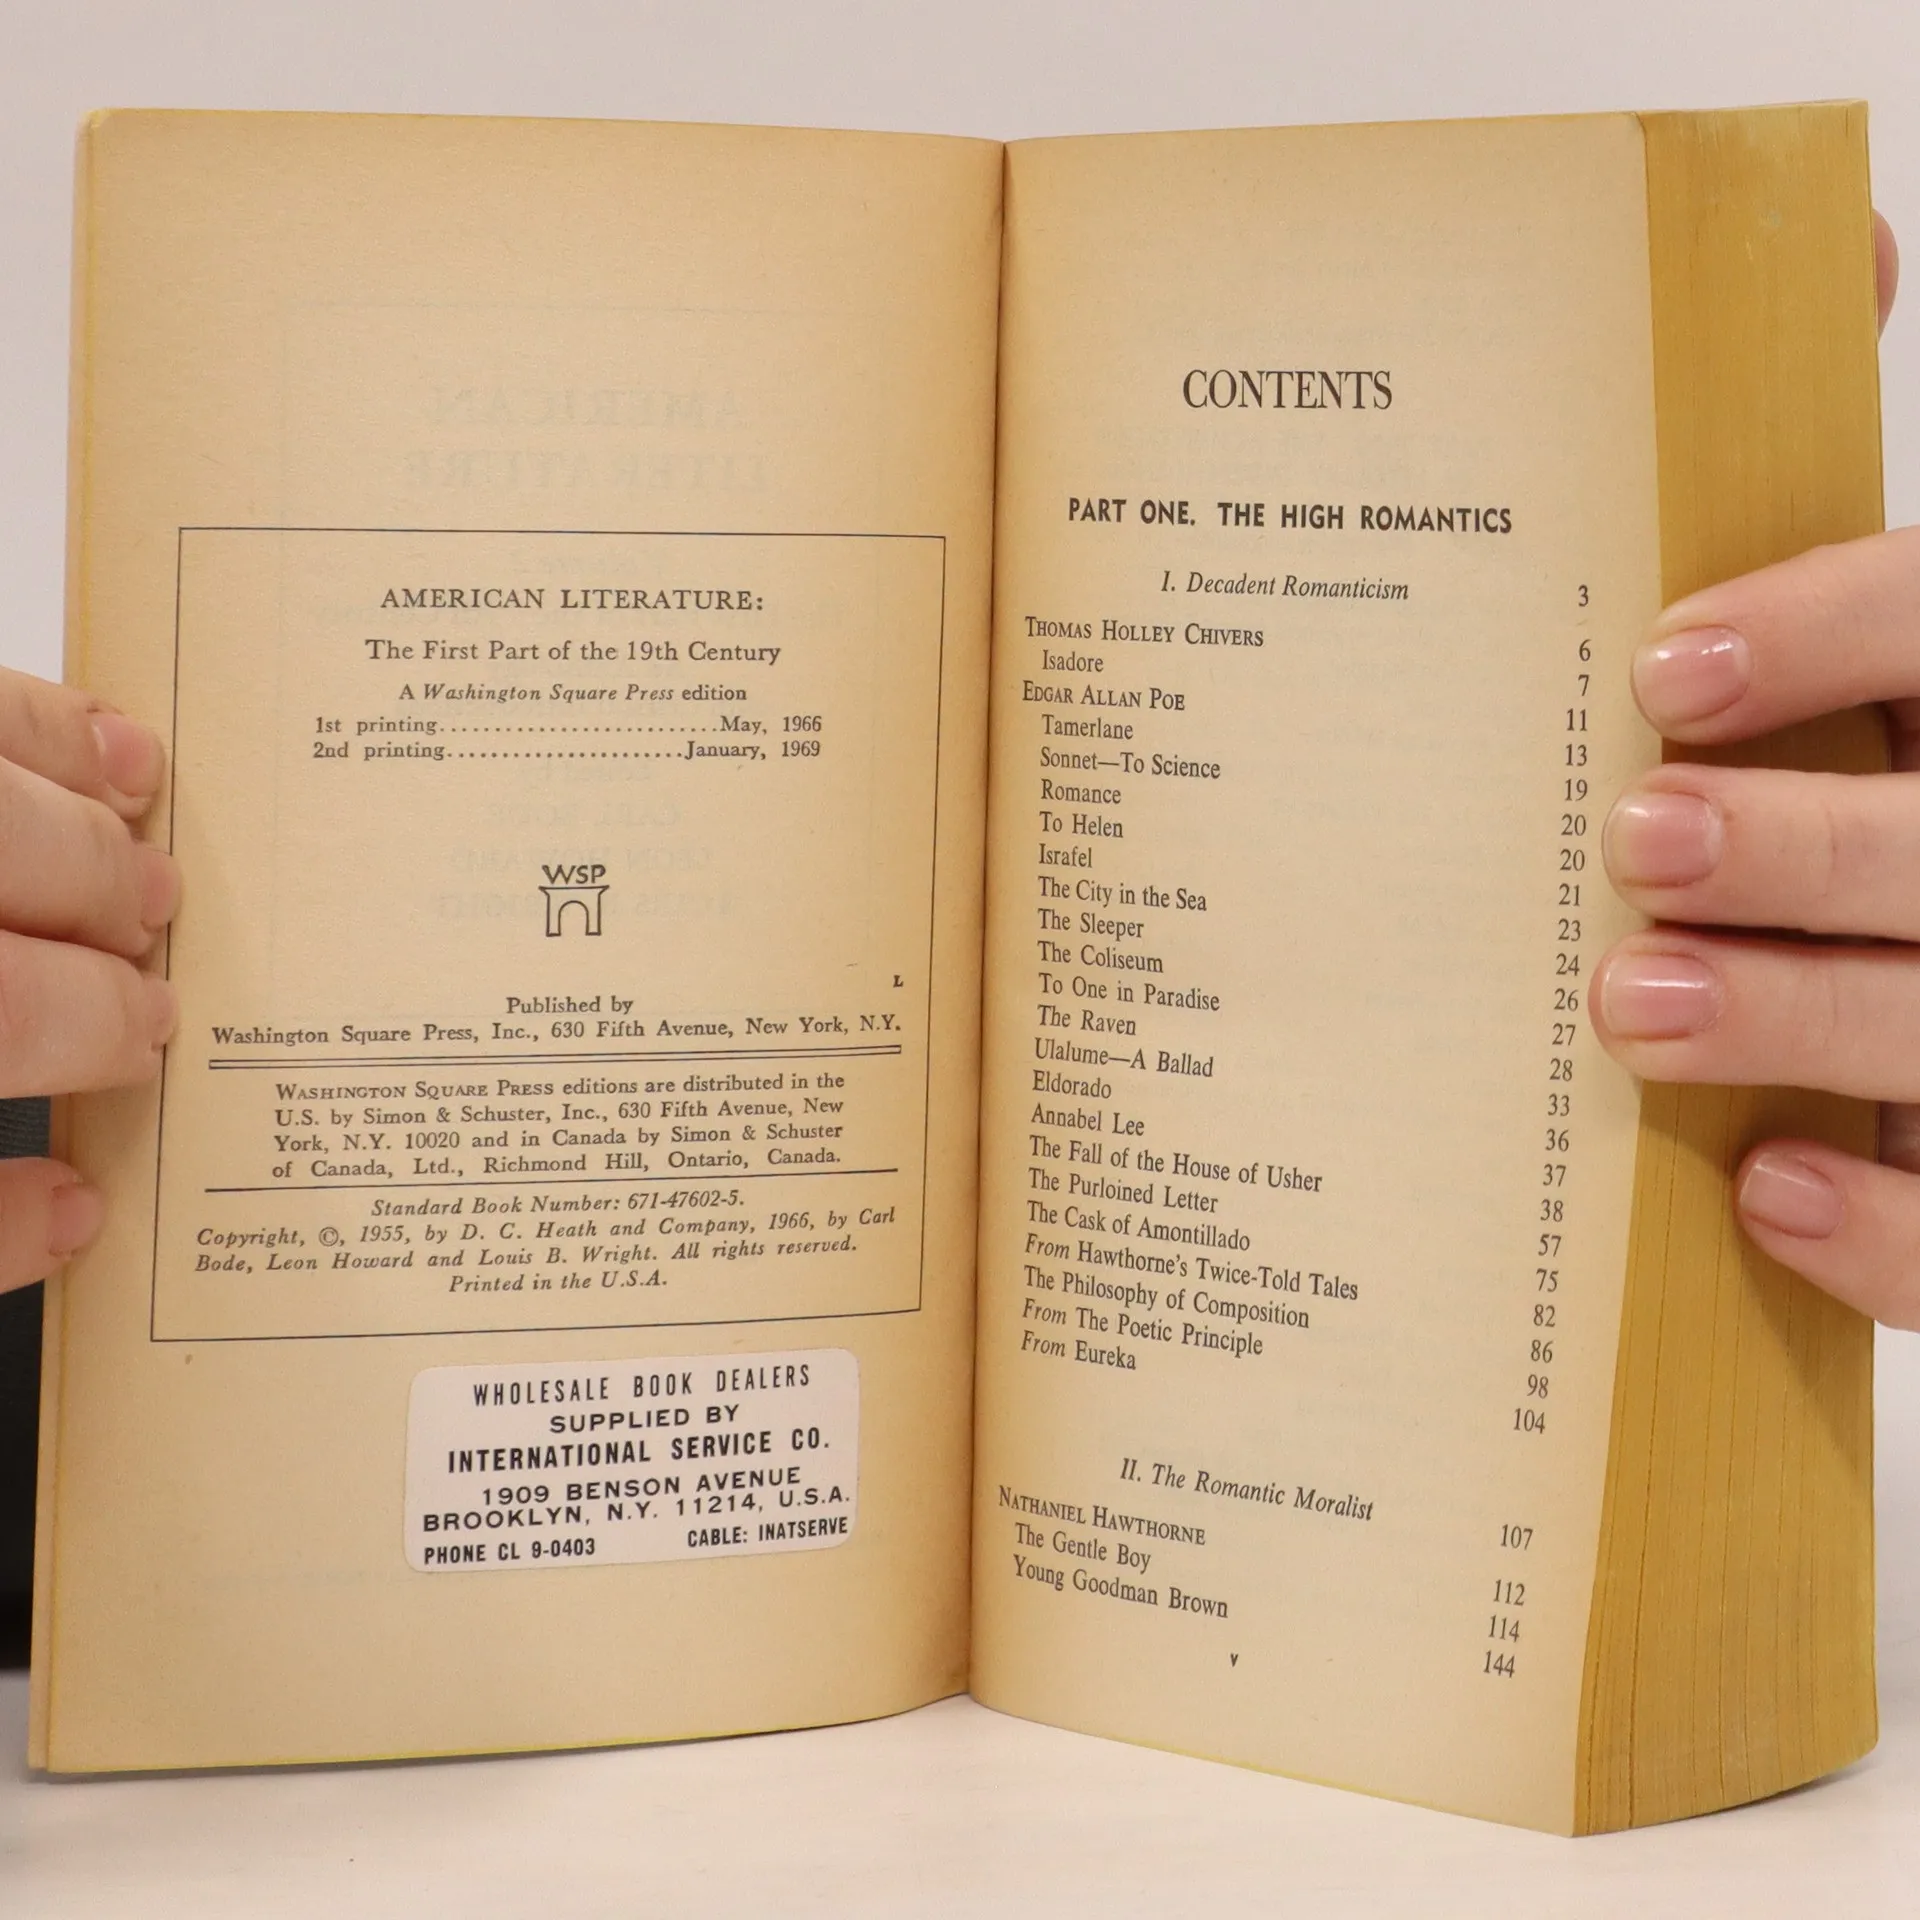 AMERICAN LITERATURE:
The First Part of the 19th Century
A Washington Square Press edition
1st printing.........................May, 1966
2nd printing.....................January, 1969
WSP
L
Published by
Washington Square Press, Inc., 630 Fifth Avenue, New York, N.Y.
WASHINGTON SQUARE PRESS editions are distributed in the
U.S. by Simon & Schuster, Inc., 630 Fifth Avenue, New
York, N.Y. 10020 and in Canada by Simon & Schuster
of Canada, Ltd., Richmond Hill, Ontario, Canada.
Standard Book Number: 671-47602-5.
Copyright, ©, 1955, by D. C. Heath and Company, 1966, by Carl
Bode, Leon Howard and Louis B. Wright. All rights reserved.
Printed in the U.S.A.
WHOLESALE BOOK DEALERS
SUPPLIED BY
INTERNATIONAL SERVICE CO.
1909 BENSON AVENUE
BROOKLYN, N.Y. 11214, U.S.A.
PHONE CL 9-0403 CABLE: INATSERVE
CONTENTS
PART ONE. THE HIGH ROMANTICS
I. Decadent Romanticism 3
THOMAS HOLLEY CHIVERS 6
Isadore 7
EDGAR ALLAN POE 11
Tamerlane 13
Sonnet—To Science 19
Romance 20
To Helen 20
Israfel 21
The City in the Sea 23
The Sleeper 24
The Coliseum 26
To One in Paradise 27
The Raven 28
Ulalume—A Ballad 33
Eldorado 36
Annabel Lee 37
The Fall of the House of Usher 38
The Purloined Letter 57
The Cask of Amontillado 75
From Hawthorne's Twice-Told Tales 82
The Philosophy of Composition 86
From The Poetic Principle 98
From Eureka 104
II. The Romantic Moralist 107
NATHANIEL HAWTHORNE 112
The Gentle Boy 114
Young Goodman Brown 144
v